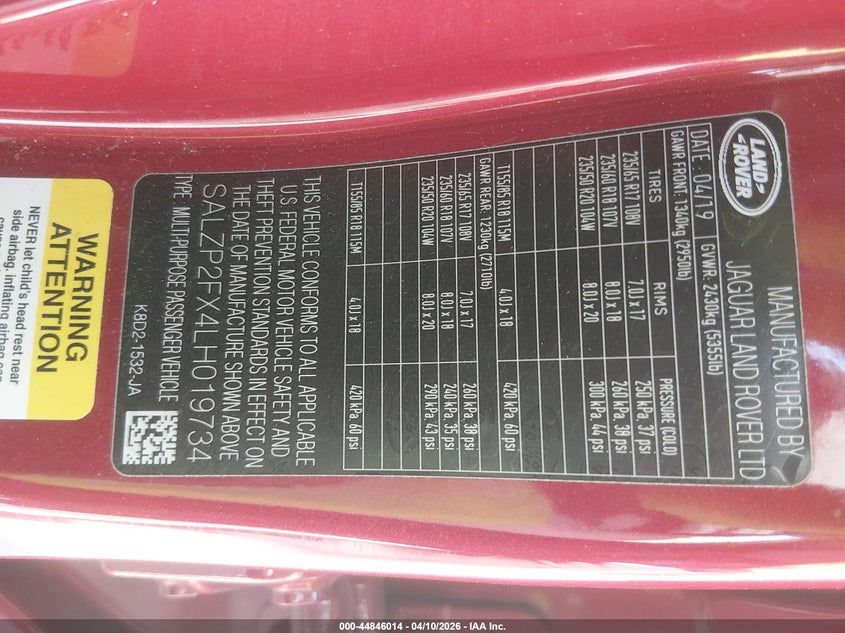 LAND
ROVER
MANUFACTURED BY
JAGUAR LAND ROVER LTD
DATE: 04/19 GVWR: 2430kg (5355lb)
GAWR FRONT 1340kg (2950lb)
TIRES RIMS PRESSURE (COLD)
235/65 R17 108V 7.0J x 17 250 kPa, 37 psi
235/60 R18 107V 8.0J x 18 260 kPa, 38 psi
235/50 R20 104W 8.0J x 20 300 kPa, 44 psi
T155/85 R18 115M 4.0J x 18 420 kPa, 60 psi
GAWR REAR: 1230kg (2710lb)
235/65 R17 108V 7.0J x 17 260 kPa, 38 psi
235/60 R18 107V 8.0J x 18 240 kPa, 35 psi
235/50 R20 104W 8.0J x 20 290 kPa, 43 psi
T155/85 R18 115M 4.0J x 18 420 kPa, 60 psi
THIS VEHICLE CONFORMS TO ALL APPLICABLE
U.S. FEDERAL MOTOR VEHICLE SAFETY AND
THEFT PREVENTION STANDARDS IN EFFECT ON
THE DATE OF MANUFACTURE SHOWN ABOVE
SALZP2FX4LH019734
TYPE: MULTI-PURPOSE PASSENGER VEHICLE
K8D2-1532-JA
WARNING
ATTENTION
NEVER let child's head rest near
side airbag, inflating airbag can
000-44846014 - 04/10/2026 - IAA Inc.